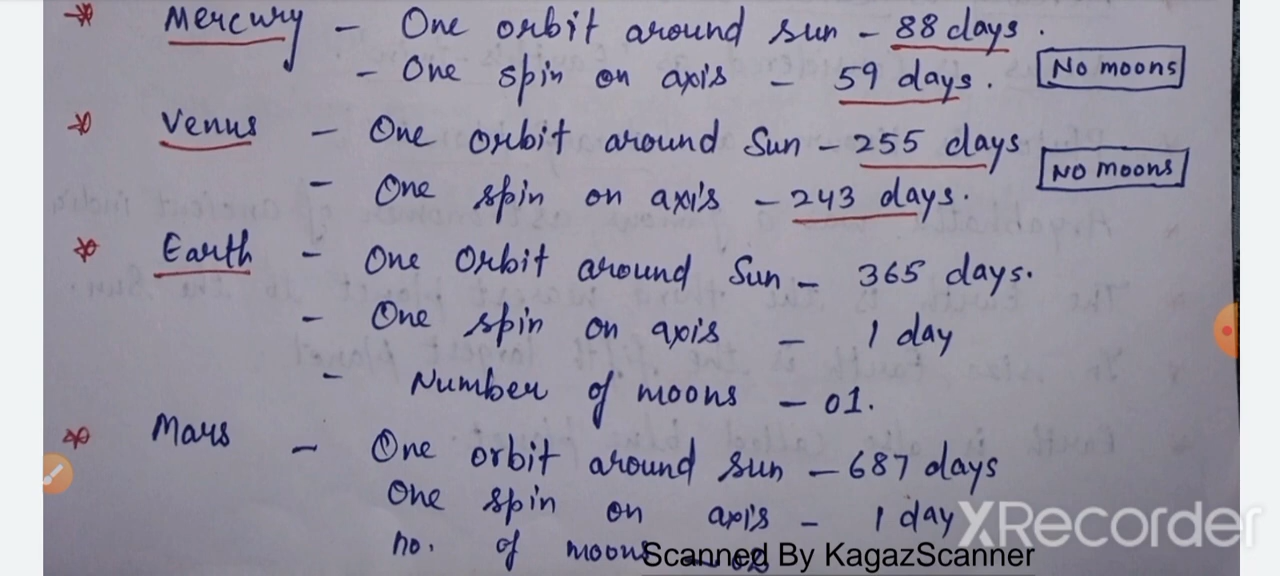 * Mercury - One orbit around sun - 88 days.
- One spin on axis - 59 days.
No moons
* Venus - One orbit around Sun - 255 days
- One spin on axis - 243 days.
No moons
* Earth - One Orbit around Sun - 365 days.
- One spin on axis - 1 day
- Number of moons - 01.
* Mars - One orbit around sun - 687 days
One spin on axis - 1 day
no. of moons
XRecorder
Scanned By KagazScanner